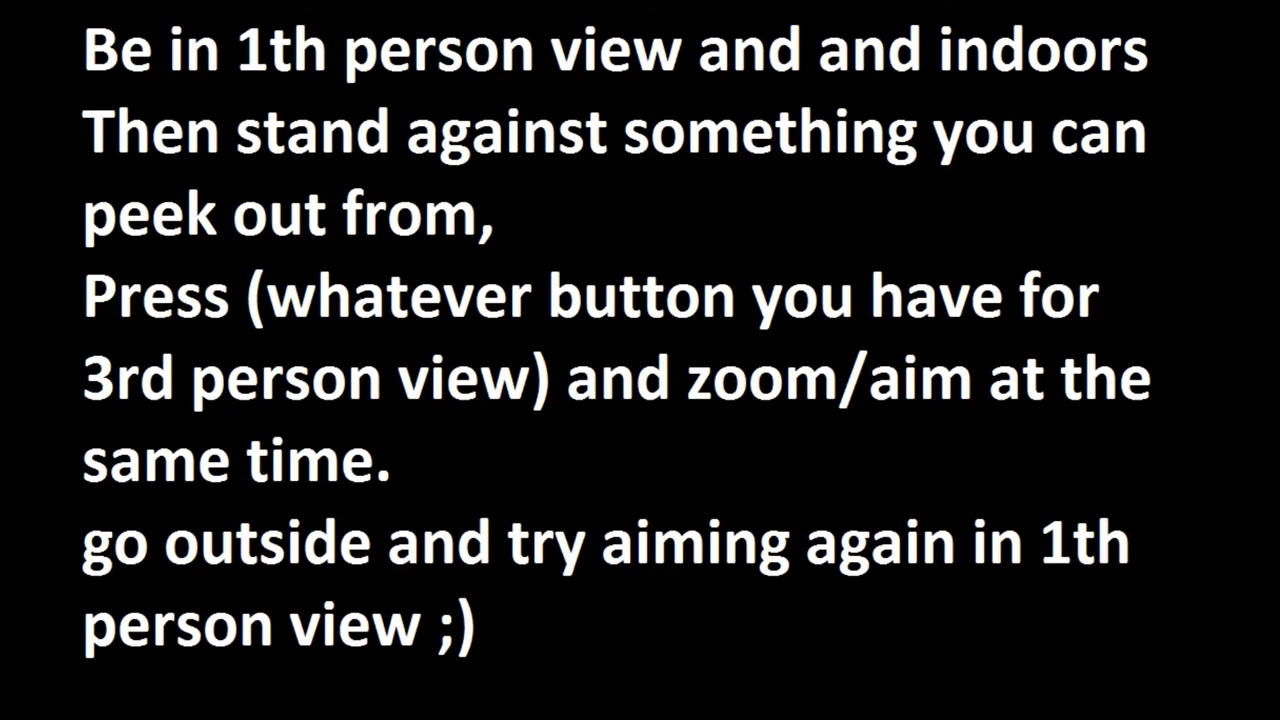 Be in 1th person view and and indoors
Then stand against something you can
peek out from,
Press (whatever button you have for
3rd person view) and zoom/aim at the
same time.
go outside and try aiming again in 1th
person view ;)